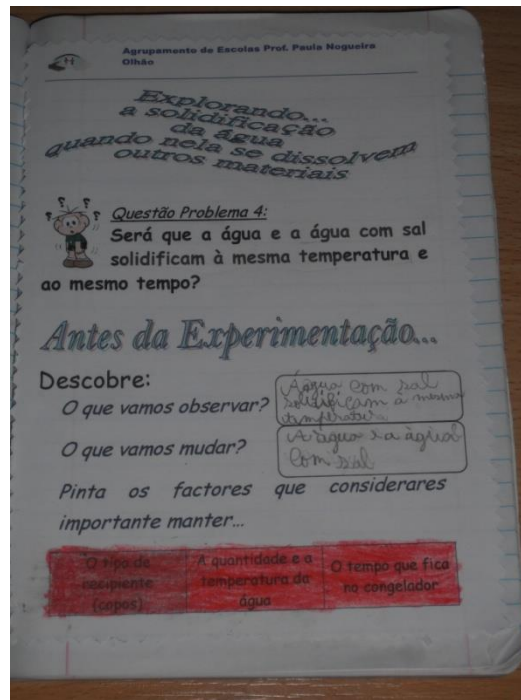 Agrupamento de Escolas Prof. Paula Nogueira
Olhão
Explorando...
a solidificação
da água
quando nela se dissolvem
outros materiais
Questão Problema 4:
Será que a água e a água com sal
solidificam à mesma temperatura e
ao mesmo tempo?
Antes da Experimentação...
Descobre:
O que vamos observar?
Água com sal
solidificam à mesma
temperatura
O que vamos mudar?
A água e a água
com sal
Pinta os factores que considerares
importante manter...
O tipo de
recipiente
(copos)
A quantidade e a
temperatura da
água
O tempo que fica
no congelador